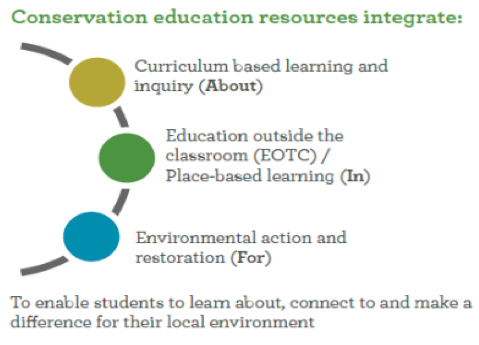 Conservation education resources integrate:
Curriculum based learning and
inquiry (About)
Education outside the
classroom (EOTC) /
Place-based learning (In)
Environmental action and
restoration (For)
To enable students to learn about, connect to and make a
difference for their local environment